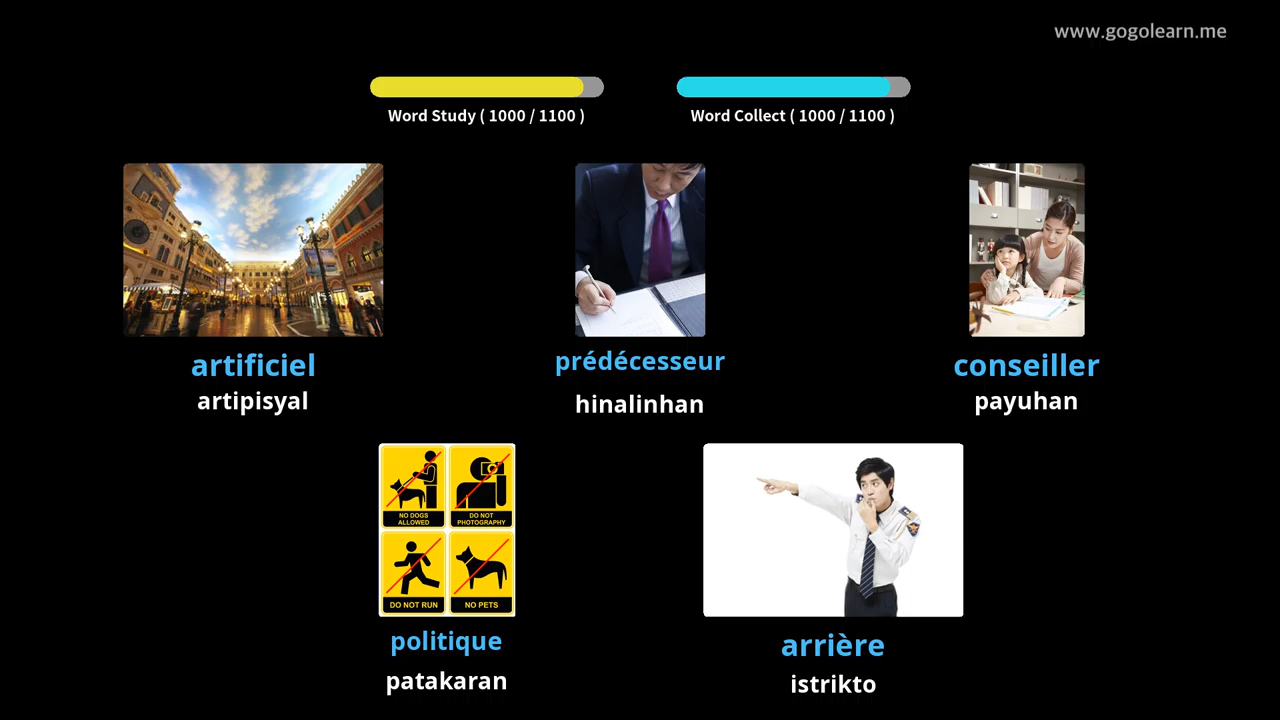 www.gogolearn.me
Word Study ( 1000 / 1100 )
Word Collect ( 1000 / 1100 )
artificiel
artipisyal
prédécesseur
hinalinhan
conseiller
payuhan
NO DOGS
ALLOWED
DO NOT
PHOTOGRAPHY
DO NOT RUN
NO PETS
politique
patakaran
arrière
istrikto